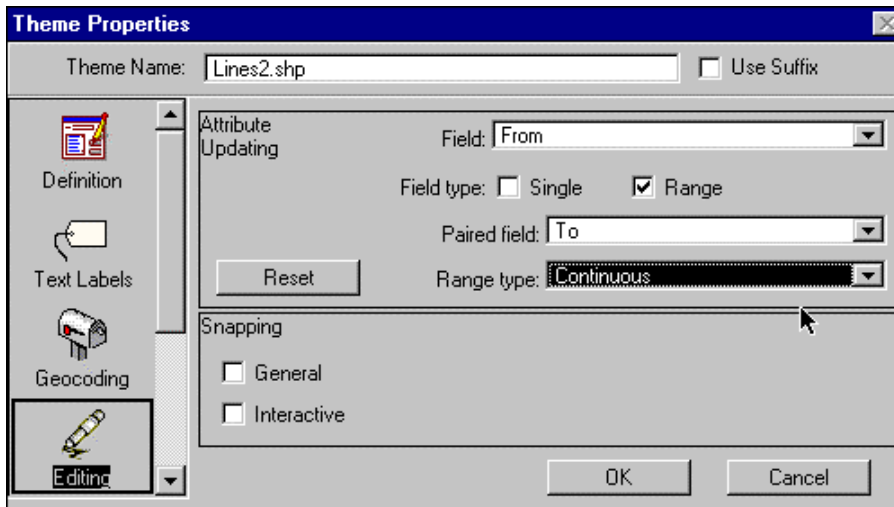 Theme Properties
Theme Name: Lines2.shp Use Suffix
Definition
Text Labels
Geocoding
Editing
Attribute
Updating
Field: From
Field type: Single Range
Paired field: To
Reset Range type: Continuous
Snapping
General
Interactive
OK Cancel